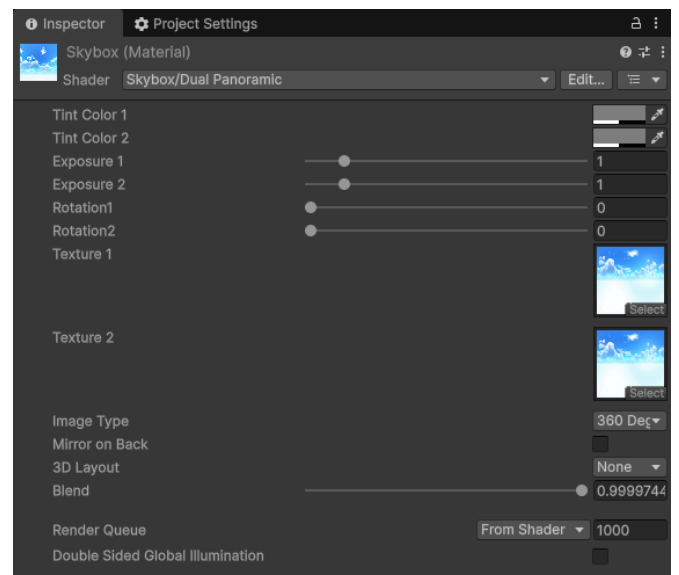 Inspector Project Settings
Skybox (Material)
Shader Skybox/Dual Panoramic Edit...
Tint Color 1
Tint Color 2
Exposure 1 1
Exposure 2 1
Rotation1 0
Rotation2 0
Texture 1
Select
Texture 2
Select
Image Type 360 Deg
Mirror on Back
3D Layout None
Blend 0.9999744
Render Queue From Shader 1000
Double Sided Global Illumination